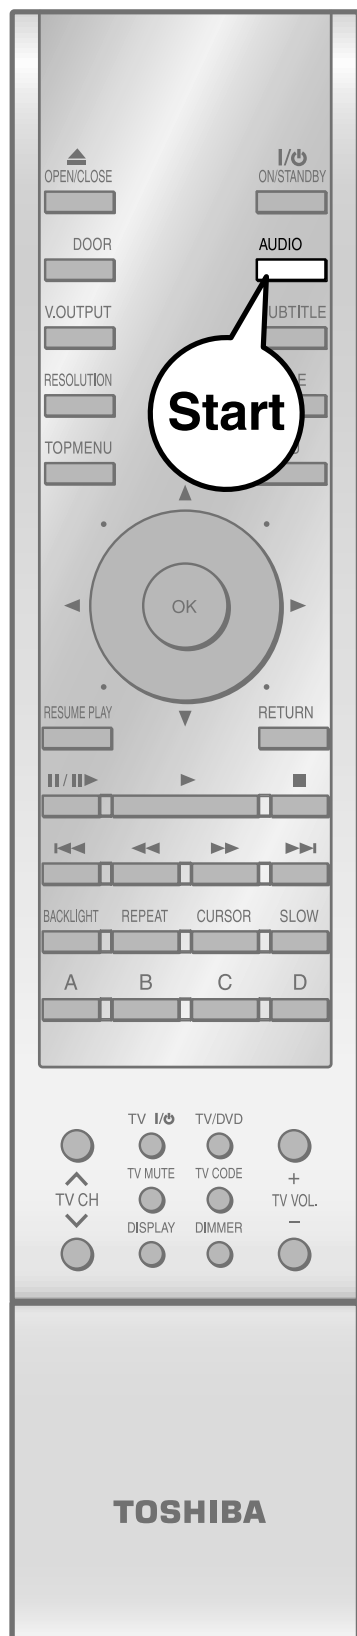 OPEN/CLOSE ON/STANDBY
DOOR AUDIO
V.OUTPUT
RESOLUTION
Start
TOPMENU
OK
RESUME PLAY RETURN
BACKLIGHT REPEAT CURSOR SLOW
A B C D
TV I/⏻ TV/DVD
TV MUTE TV CODE
TV CH + TV VOL. −
DISPLAY DIMMER
TOSHIBA